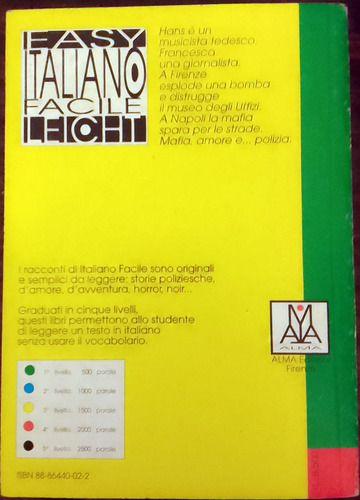 EASY
ITALIANO
FACILE
LEICHT
Hans è un
musicista tedesco.
Francesca
una giornalista.
A Firenze
esplode una bomba
e distrugge
il museo degli Uffizi.
A Napoli la mafia
spara per le strade.
Mafia, amore e... polizia.
I racconti di Italiano Facile sono originali
e semplici da leggere: storie poliziesche,
d'amore, d'avventura, horror, noir...
Graduati in cinque livelli,
questi libri permettono allo studente
di leggere un testo in italiano
senza usare il vocabolario.
1° livello 500 parole
2° livello 1000 parole
3° livello 1500 parole
4° livello 2000 parole
5° livello 2500 parole
ALMA
ALMA Edizioni
Firenze
ISBN 88-86440-02-2